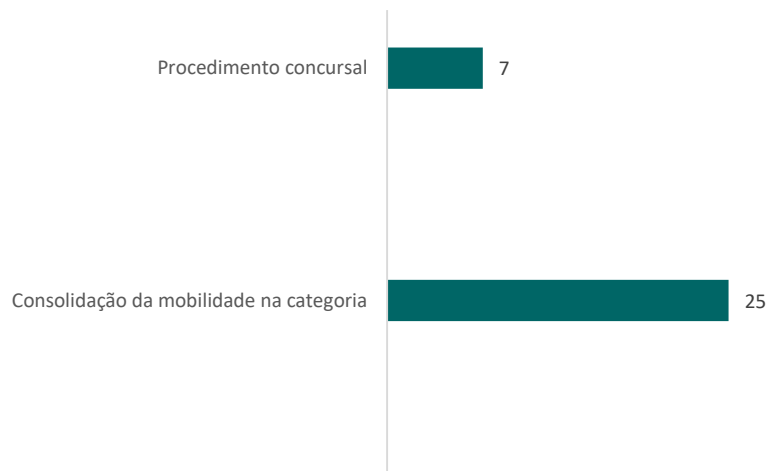 Procedimento concursal
7
Consolidação da mobilidade na categoria
25